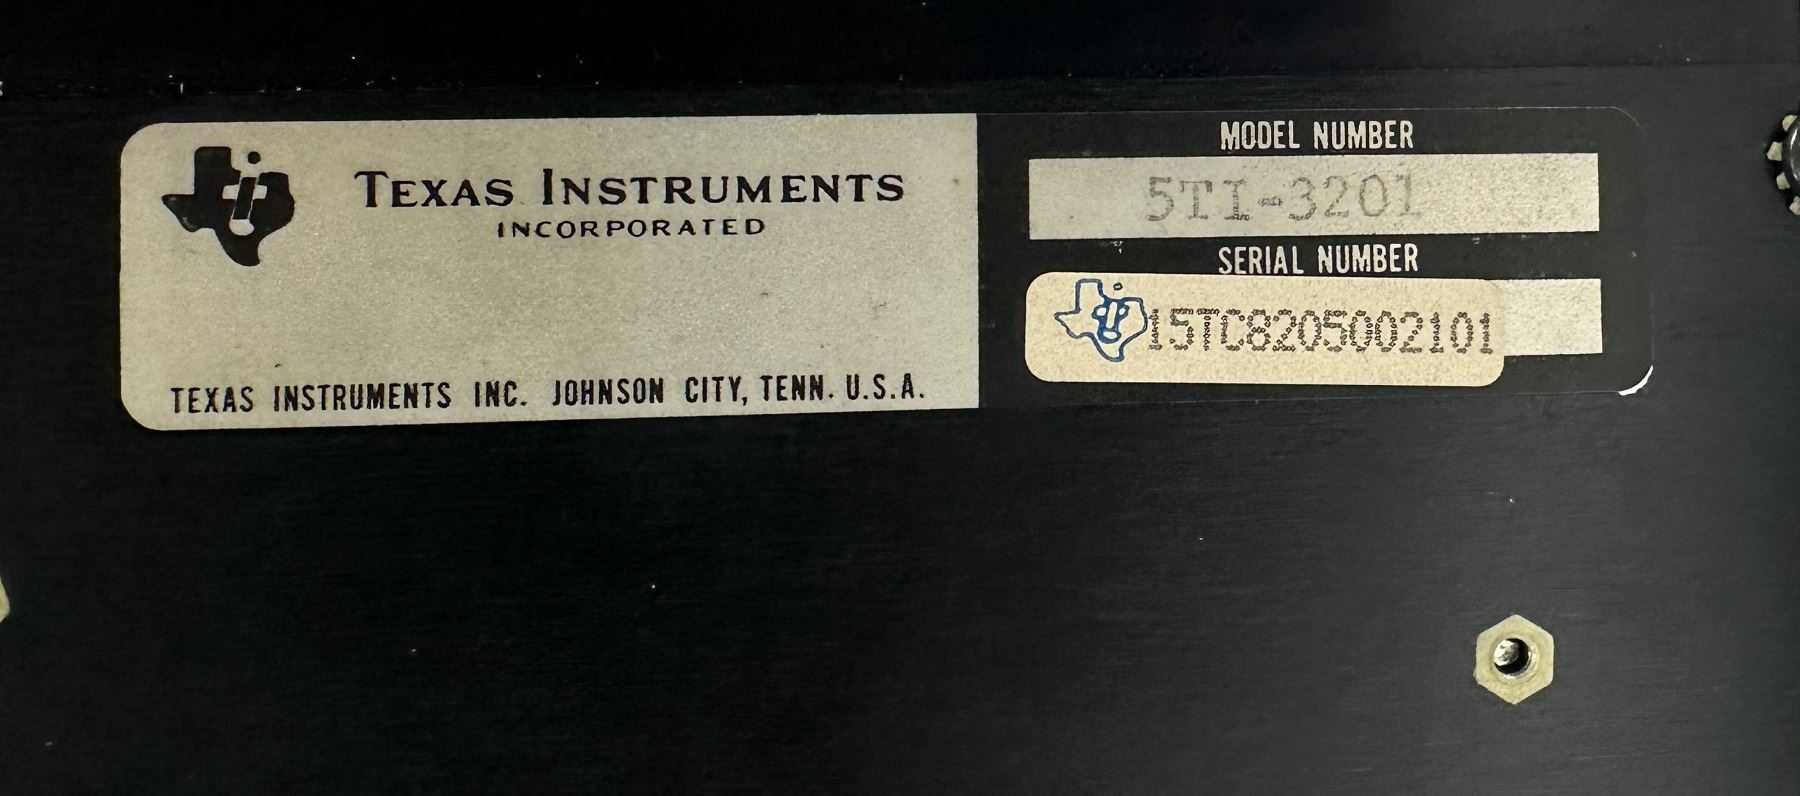 TEXAS INSTRUMENTS
INCORPORATED
TEXAS INSTRUMENTS INC. JOHNSON CITY, TENN. U.S.A.
MODEL NUMBER
5TI-3201
SERIAL NUMBER
15TC8205002101